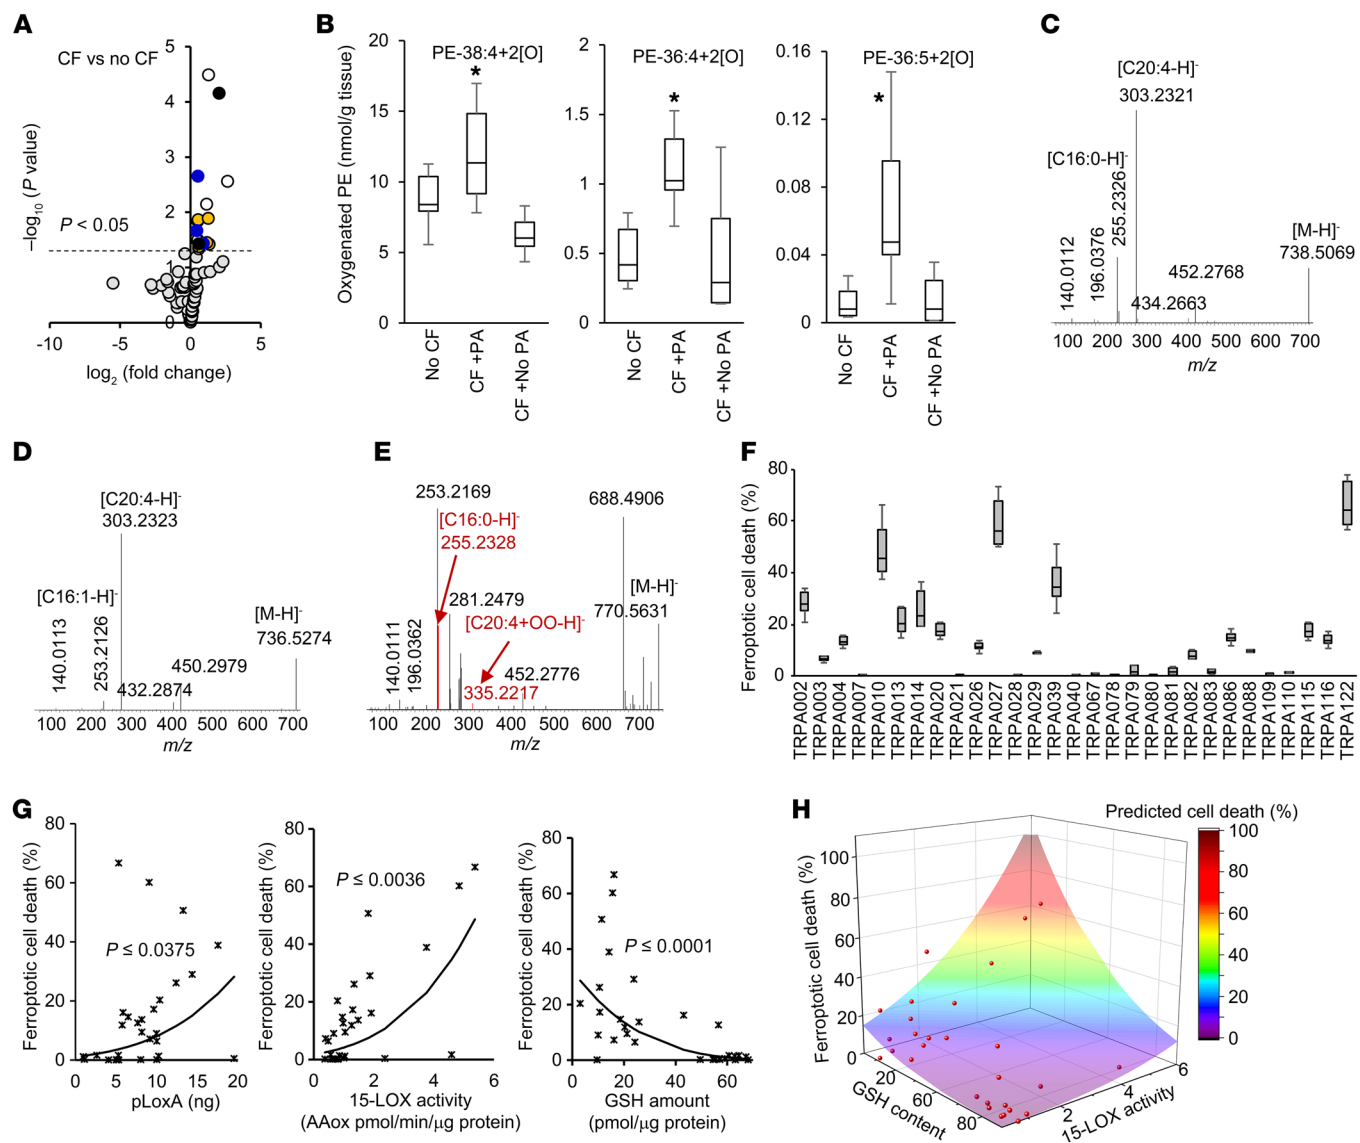 A
CF vs no CF
–log10 (P value)
P < 0.05
5
4
3
2
1
0
-10
-5
0
5
log2 (fold change)
B
Oxygenated PE (nmol/g tissue)
PE-38:4+2[O]
20
15
10
5
0
*
No CF
CF +PA
CF +No PA
PE-36:4+2[O]
2
1.5
1
0.5
0
*
No CF
CF +PA
CF +No PA
PE-36:5+2[O]
0.16
0.12
0.08
0.04
0
*
No CF
CF +PA
CF +No PA
C
[C20:4-H]-
303.2321
[C16:0-H]-
255.2326
140.0112
196.0376
434.2663
452.2768
[M-H]-
738.5069
100 200 300 400 500 600 700
m/z
D
[C20:4-H]-
303.2323
[C16:1-H]-
140.0113
253.2126
432.2874
450.2979
[M-H]-
736.5274
100 200 300 400 500 600 700
m/z
E
253.2169
[C16:0-H]-
255.2328
281.2479
[C20:4+OO-H]-
335.2217
140.0111
196.0362
452.2776
688.4906
[M-H]-
770.5631
100 200 300 400 500 600 700
m/z
F
Ferroptotic cell death (%)
80
60
40
20
0
TRPA002
TRPA003
TRPA004
TRPA007
TRPA010
TRPA013
TRPA014
TRPA020
TRPA021
TRPA026
TRPA027
TRPA028
TRPA029
TRPA039
TRPA040
TRPA067
TRPA078
TRPA079
TRPA080
TRPA081
TRPA082
TRPA083
TRPA086
TRPA088
TRPA109
TRPA110
TRPA115
TRPA116
TRPA122
G
Ferroptotic cell death (%)
80
60
40
20
0
P ≤ 0.0375
0 5 10 15 20
pLoxA (ng)
Ferroptotic cell death (%)
80
60
40
20
0
P ≤ 0.0036
0 2 4 6
15-LOX activity
(AAox pmol/min/µg protein)
Ferroptotic cell death (%)
80
60
40
20
0
P ≤ 0.0001
0 20 40 60
GSH amount
(pmol/µg protein)
H
Predicted cell death (%)
100
90
80
70
60
50
40
30
20
10
0
Ferroptotic cell death (%)
100
80
60
40
20
0
20
60
80
GSH content
2
4
6
15-LOX activity